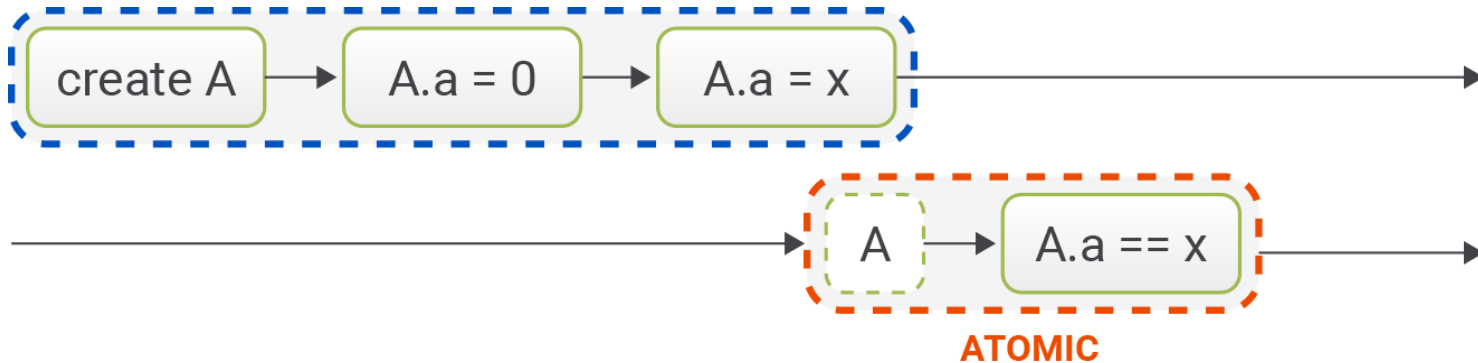 create A
A.a = 0
A.a = x
A
A.a == x
ATOMIC